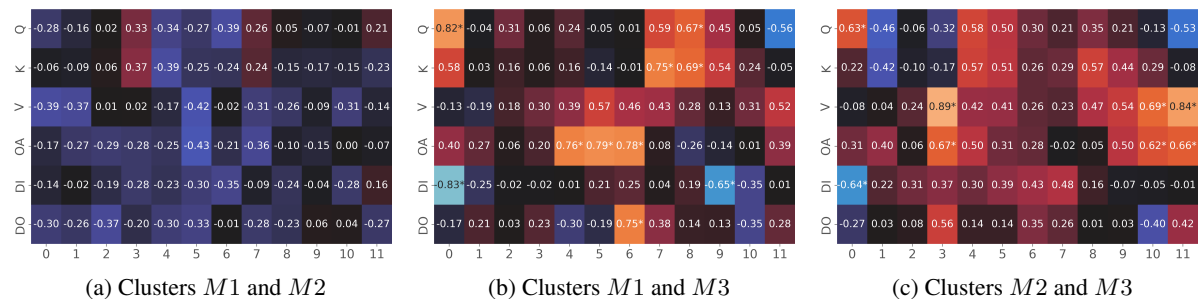 Q -0.28 -0.16 0.02 0.33 -0.34 -0.27 -0.39 0.26 0.05 -0.07 -0.01 0.21
K -0.06 -0.09 0.06 0.37 -0.39 -0.25 -0.24 0.24 -0.15 -0.17 -0.15 -0.23
V -0.39 -0.37 0.01 0.02 -0.17 -0.42 -0.02 -0.31 -0.26 -0.09 -0.31 -0.14
OA -0.17 -0.27 -0.29 -0.28 -0.25 -0.43 -0.21 -0.36 -0.10 -0.10 0.00 -0.07
DI -0.14 -0.02 -0.19 -0.28 -0.23 -0.30 -0.35 -0.09 -0.24 -0.04 -0.28 0.16
DO -0.30 -0.26 -0.37 -0.20 -0.30 -0.33 -0.01 -0.28 -0.23 0.06 0.04 -0.27
0 1 2 3 4 5 6 7 8 9 10 11
(a) Clusters M1 and M2
Q 0.82* -0.04 0.31 0.06 0.24 -0.05 0.01 0.59 0.67* 0.45 0.05 -0.56
K 0.58 0.03 0.16 0.06 0.16 -0.14 -0.01 0.75* 0.69* 0.54 0.24 -0.05
V -0.13 -0.19 0.18 0.30 0.39 0.57 0.46 0.43 0.28 0.13 0.31 0.52
OA 0.40 0.27 0.06 0.20 0.76* 0.79* 0.78* 0.08 -0.26 -0.14 0.01 0.39
DI -0.83* -0.25 -0.02 -0.02 0.01 0.21 0.25 0.04 0.19 -0.65* -0.35 0.01
DO -0.17 0.21 0.03 0.23 -0.30 -0.19 0.75* 0.38 0.14 0.13 -0.35 0.28
0 1 2 3 4 5 6 7 8 9 10 11
(b) Clusters M1 and M3
Q 0.63* -0.46 -0.06 -0.32 0.58 0.50 0.30 0.21 0.35 0.21 -0.13 -0.53
K 0.22 -0.42 -0.10 -0.17 0.57 0.51 0.26 0.28 0.57 0.44 0.29 -0.08
V -0.08 0.04 0.24 0.89* 0.42 0.41 0.26 0.23 0.47 0.54 0.69* 0.84*
OA 0.31 0.40 0.06 0.67* 0.50 0.31 0.28 -0.02 0.05 0.50 0.62* 0.66*
DI -0.64* 0.22 0.31 0.37 0.30 0.39 0.43 0.48 0.16 -0.07 -0.05 -0.01
DO -0.27 0.03 0.08 0.56 0.14 0.14 0.35 0.26 0.01 0.09 -0.40 0.42
0 1 2 3 4 5 6 7 8 9 10 11
(c) Clusters M2 and M3